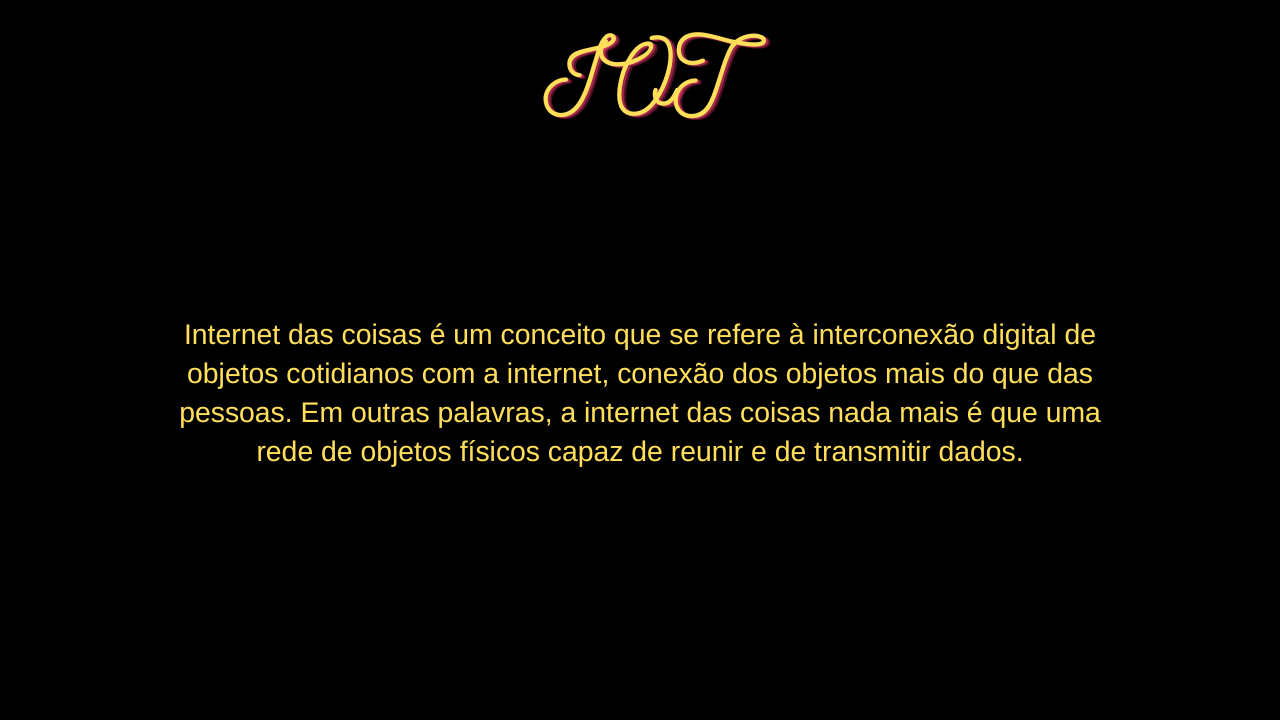 IOT
Internet das coisas é um conceito que se refere à interconexão digital de
objetos cotidianos com a internet, conexão dos objetos mais do que das
pessoas. Em outras palavras, a internet das coisas nada mais é que uma
rede de objetos físicos capaz de reunir e de transmitir dados.